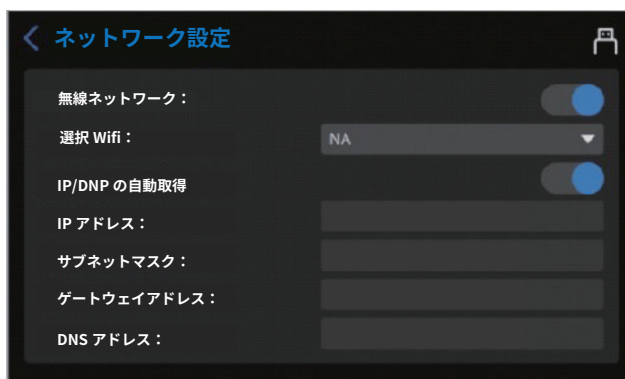 ネットワーク設定
無線ネットワーク：
選択 Wifi： NA
IP/DNP の自動取得
IP アドレス：
サブネットマスク：
ゲートウェイアドレス：
DNS アドレス：